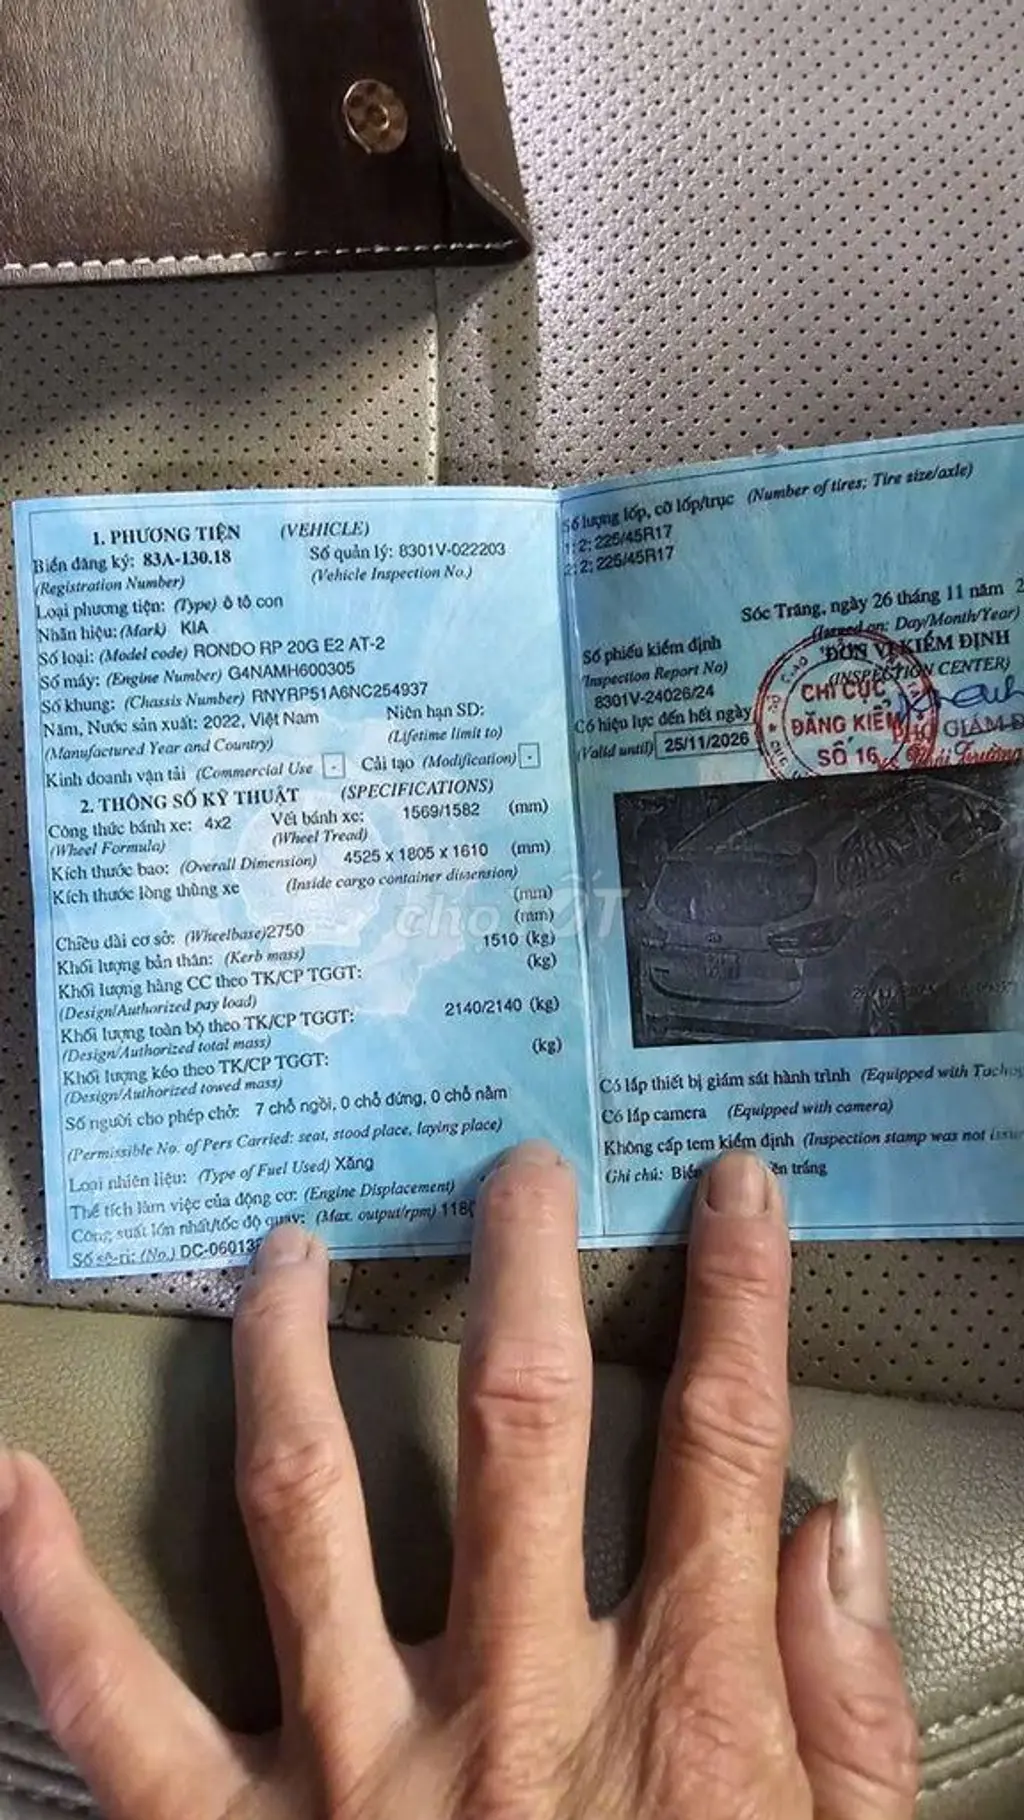 1. PHƯƠNG TIỆN (VEHICLE)
Biển đăng ký: 83A-130.18 Số quản lý: 8301V-022203
(Registration Number) (Vehicle Inspection No.)
Loại phương tiện: (Type) ô tô con
Nhãn hiệu: (Mark) KIA
Số loại: (Model code) RONDO RP 20G E2 AT-2
Số máy: (Engine Number) G4NAMH600305
Số khung: (Chassis Number) RNYRP51A6NC254937
Năm, Nước sản xuất: 2022, Việt Nam Niên hạn SD:
(Manufactured Year and Country) (Lifetime limit to)
Kinh doanh vận tải (Commercial Use - Cải tạo (Modification) -
2. THÔNG SỐ KỸ THUẬT (SPECIFICATIONS)
Công thức bánh xe: 4x2 Vết bánh xe: 1569/1582 (mm)
(Wheel Formula) (Wheel Tread)
Kích thước bao: (Overall Dimension) 4525 x 1805 x 1610 (mm)
Kích thước lòng thùng xe (Inside cargo container dimension)
(mm)
(mm)
Chiều dài cơ sở: (Wheelbase)2750
Khối lượng bản thân: (Kerb mass) 1510 (kg)
Khối lượng hàng CC theo TK/CP TGGT: (kg)
(Design/Authorized pay load)
Khối lượng toàn bộ theo TK/CP TGGT: 2140/2140 (kg)
(Design/Authorized total mass)
Khối lượng kéo theo TK/CP TGGT: (kg)
(Design/Authorized towed mass)
Số người cho phép chở: 7 chỗ ngồi, 0 chỗ đứng, 0 chỗ nằm
(Permissible No. of Pers Carried: seat, stood place, laying place)
Loại nhiên liệu: (Type of Fuel Used) Xăng
Thể tích làm việc của động cơ: (Engine Displacement)
Công suất lớn nhất/tốc độ quay: (Max. output/rpm) 118
Số sê-ri: (No.) DC-06013
Số lượng lốp, cỡ lốp/trục (Number of tires; Tire size/axle)
1: 2; 225/45R17
2: 2; 225/45R17
Sóc Trăng, ngày 26 tháng 11 năm 2
(Issued on: Day/Month/Year)
Số phiếu kiểm định ĐƠN VỊ KIỂM ĐỊNH
(Inspection Report No) (INSPECTION CENTER)
8301V-24026/24
Có hiệu lực đến hết ngày
(Valid until) 25/11/2026
CHI CỤC
ĐĂNG KIỂM
SỐ 16
PHÓ GIÁM Đ
chợTỐT
Có lắp thiết bị giám sát hành trình (Equipped with Tachog
Có lắp camera (Equipped with camera)
Không cấp tem kiểm định (Inspection stamp was not issu
Ghi chú: Biển trắng